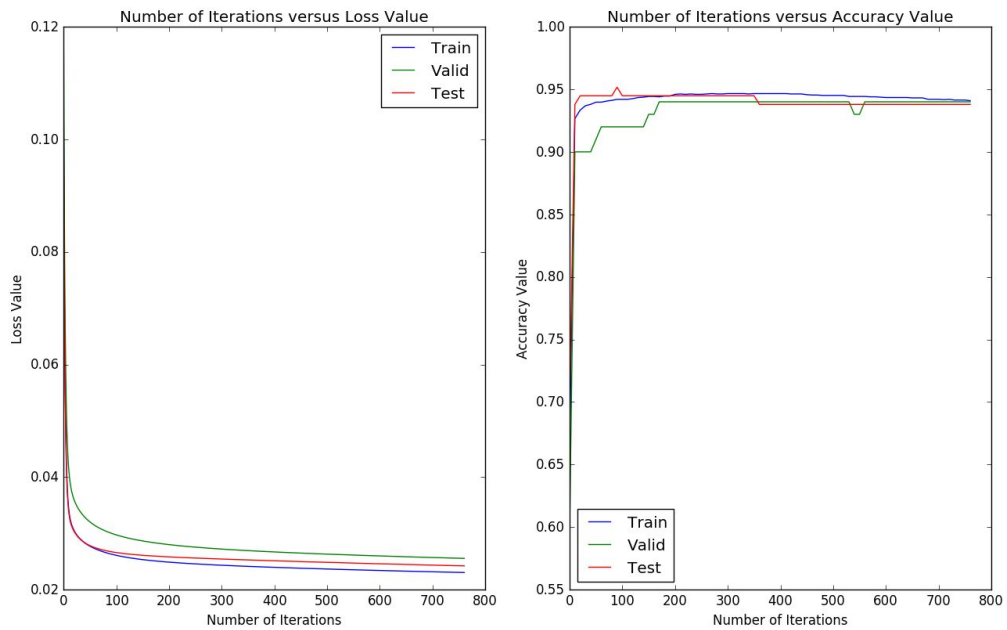 Number of Iterations versus Loss Value
0.12
0.10
0.08
0.06
0.04
0.02
Loss Value
0 100 200 300 400 500 600 700 800
Number of Iterations
Train
Valid
Test
Number of Iterations versus Accuracy Value
1.00
0.95
0.90
0.85
0.80
0.75
0.70
0.65
0.60
0.55
Accuracy Value
0 100 200 300 400 500 600 700 800
Number of Iterations
Train
Valid
Test